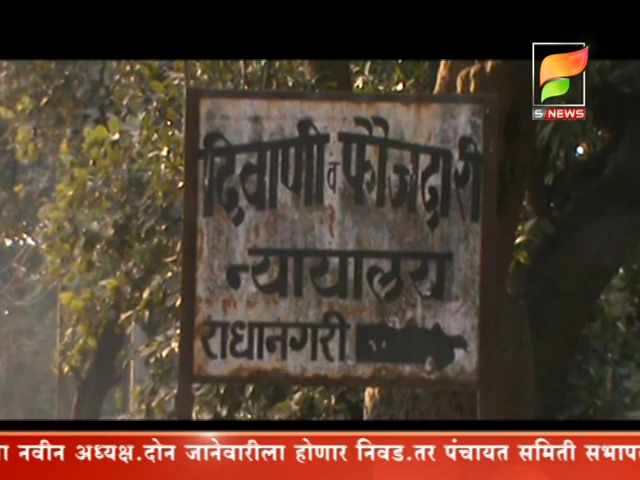 S NEWS
दिवाणी व फौजदारी
न्यायालय
राधानगरी
ा नवीन अध्यक्ष.दोन जानेवारीला होणार निवड.तर पंचायत समिती सभाप